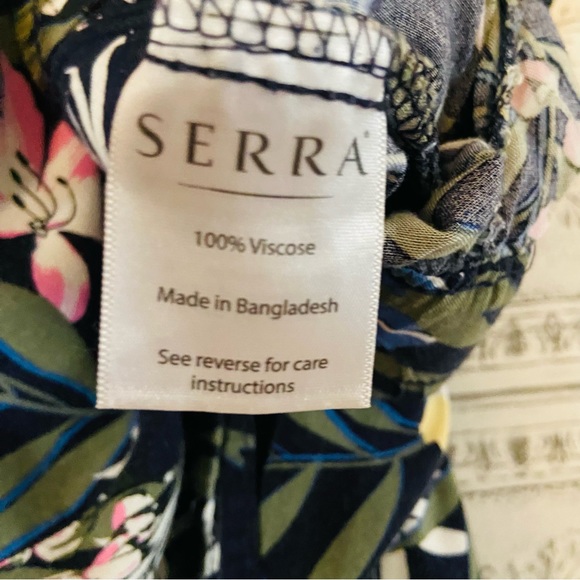 SERRA®
100% Viscose
Made in Bangladesh
See reverse for care
instructions